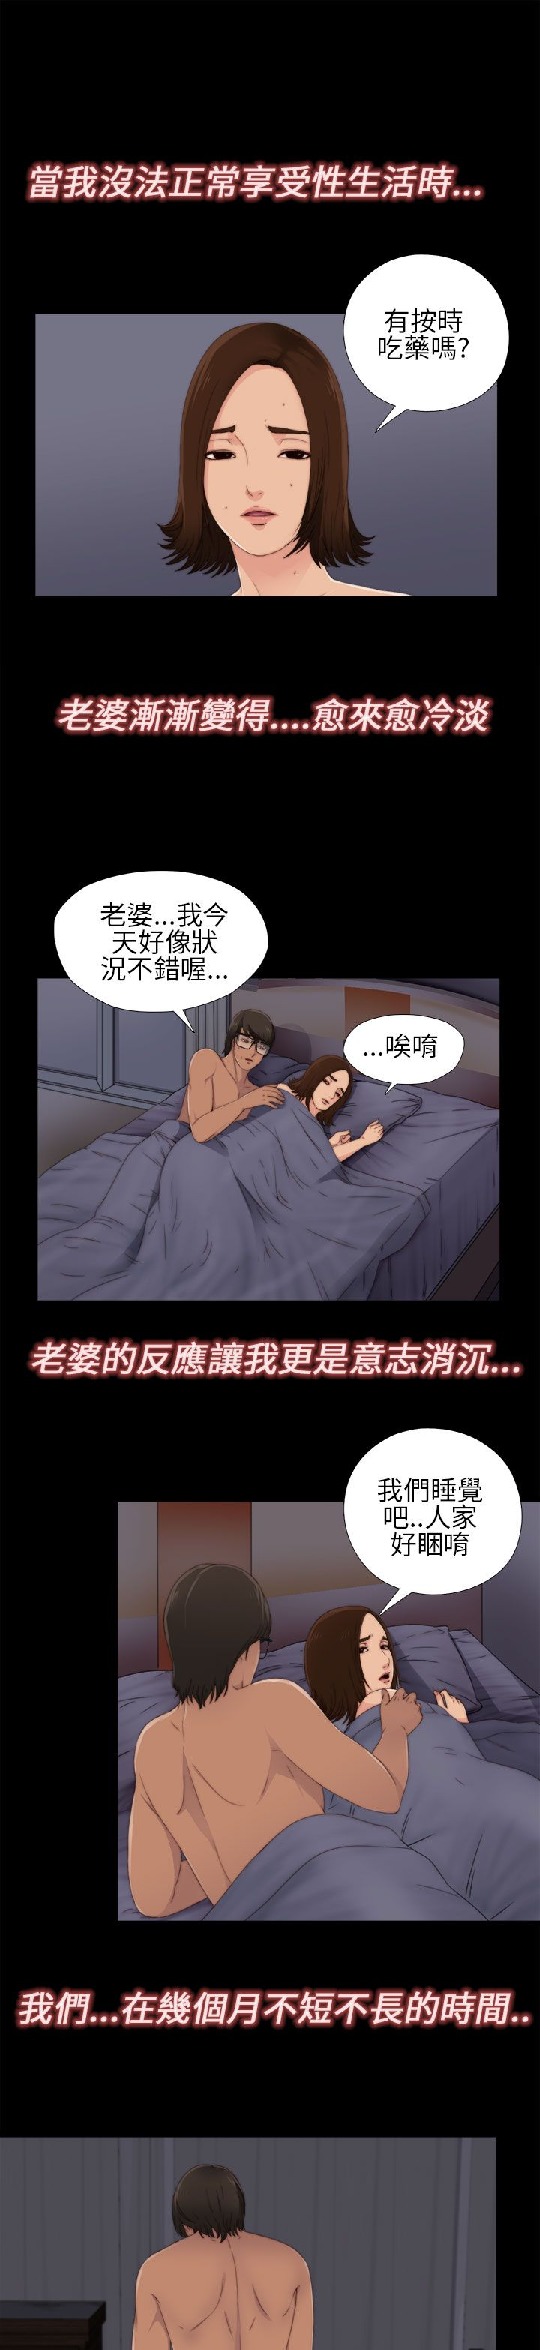 當我沒法正常享受性生活時...
有按時
吃藥嗎?
老婆漸漸變得....愈來愈冷淡
老婆...我今
天好像狀
況不錯喔...
...唉唷
老婆的反應讓我更是意志消沉...
我們睡覺
吧..人家
好睏唷
我們...在幾個月不短不長的時間..